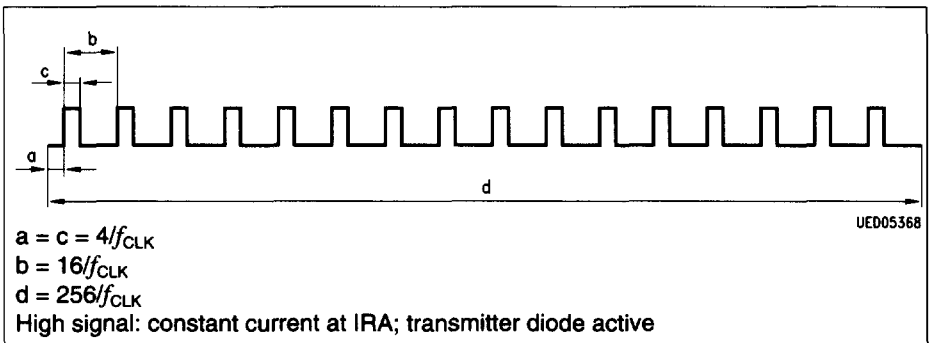 b
c
a
d
UED05368
a = c = 4/fCLK
b = 16/fCLK
d = 256/fCLK
High signal: constant current at IRA; transmitter diode active